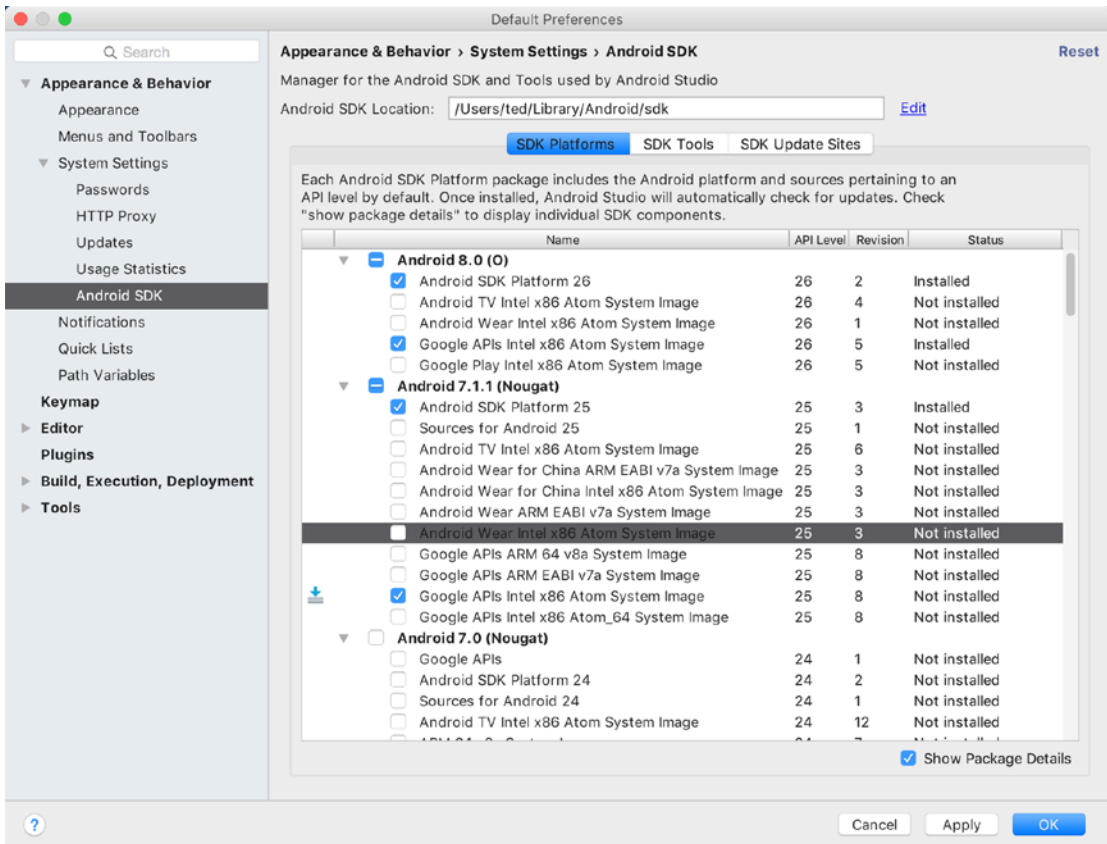 Default Preferences
Search
Appearance & Behavior
Appearance
Menus and Toolbars
System Settings
Passwords
HTTP Proxy
Updates
Usage Statistics
Android SDK
Notifications
Quick Lists
Path Variables
Keymap
Editor
Plugins
Build, Execution, Deployment
Tools
Appearance & Behavior › System Settings › Android SDK Reset
Manager for the Android SDK and Tools used by Android Studio
Android SDK Location: /Users/ted/Library/Android/sdk Edit
SDK Platforms SDK Tools SDK Update Sites
Each Android SDK Platform package includes the Android platform and sources pertaining to an
API level by default. Once installed, Android Studio will automatically check for updates. Check
"show package details" to display individual SDK components.
Name API Level Revision Status
Android 8.0 (O)
Android SDK Platform 26 26 2 Installed
Android TV Intel x86 Atom System Image 26 4 Not installed
Android Wear Intel x86 Atom System Image 26 1 Not installed
Google APIs Intel x86 Atom System Image 26 5 Installed
Google Play Intel x86 Atom System Image 26 5 Not installed
Android 7.1.1 (Nougat)
Android SDK Platform 25 25 3 Installed
Sources for Android 25 25 1 Not installed
Android TV Intel x86 Atom System Image 25 6 Not installed
Android Wear for China ARM EABI v7a System Image 25 3 Not installed
Android Wear for China Intel x86 Atom System Image 25 3 Not installed
Android Wear ARM EABI v7a System Image 25 3 Not installed
Android Wear Intel x86 Atom System Image 25 3 Not installed
Google APIs ARM 64 v8a System Image 25 8 Not installed
Google APIs ARM EABI v7a System Image 25 8 Not installed
Google APIs Intel x86 Atom System Image 25 8 Not installed
Google APIs Intel x86 Atom_64 System Image 25 8 Not installed
Android 7.0 (Nougat)
Google APIs 24 1 Not installed
Android SDK Platform 24 24 2 Not installed
Sources for Android 24 24 1 Not installed
Android TV Intel x86 Atom System Image 24 12 Not installed
Show Package Details
? Cancel Apply OK